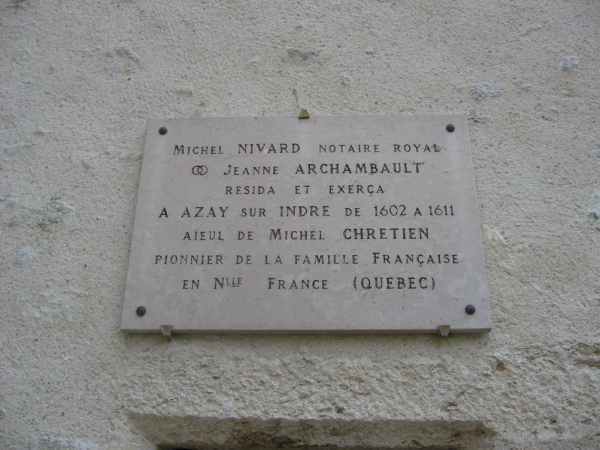 MICHEL NIVARD NOTAIRE ROYAL
⚭ JEANNE ARCHAMBAULT
RESIDA ET EXERÇA
A AZAY SUR INDRE DE 1602 A 1611
AÏEUL DE MICHEL CHRETIEN
PIONNIER DE LA FAMILLE FRANÇAISE
EN NLLE FRANCE (QUEBEC)